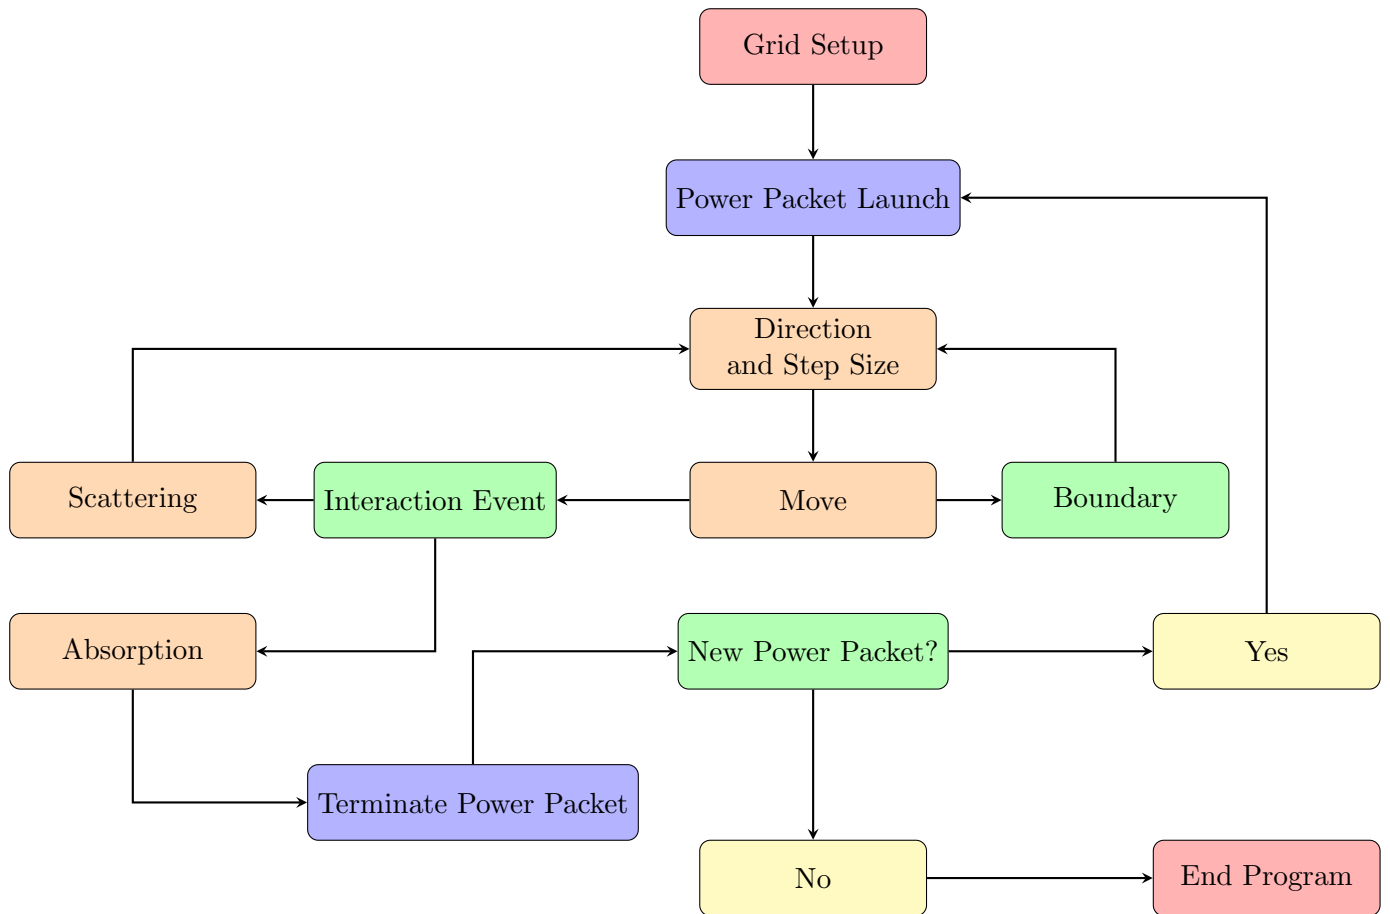 Grid Setup
Power Packet Launch
Direction
and Step Size
Scattering
Interaction Event
Move
Boundary
Absorption
New Power Packet?
Yes
Terminate Power Packet
No
End Program